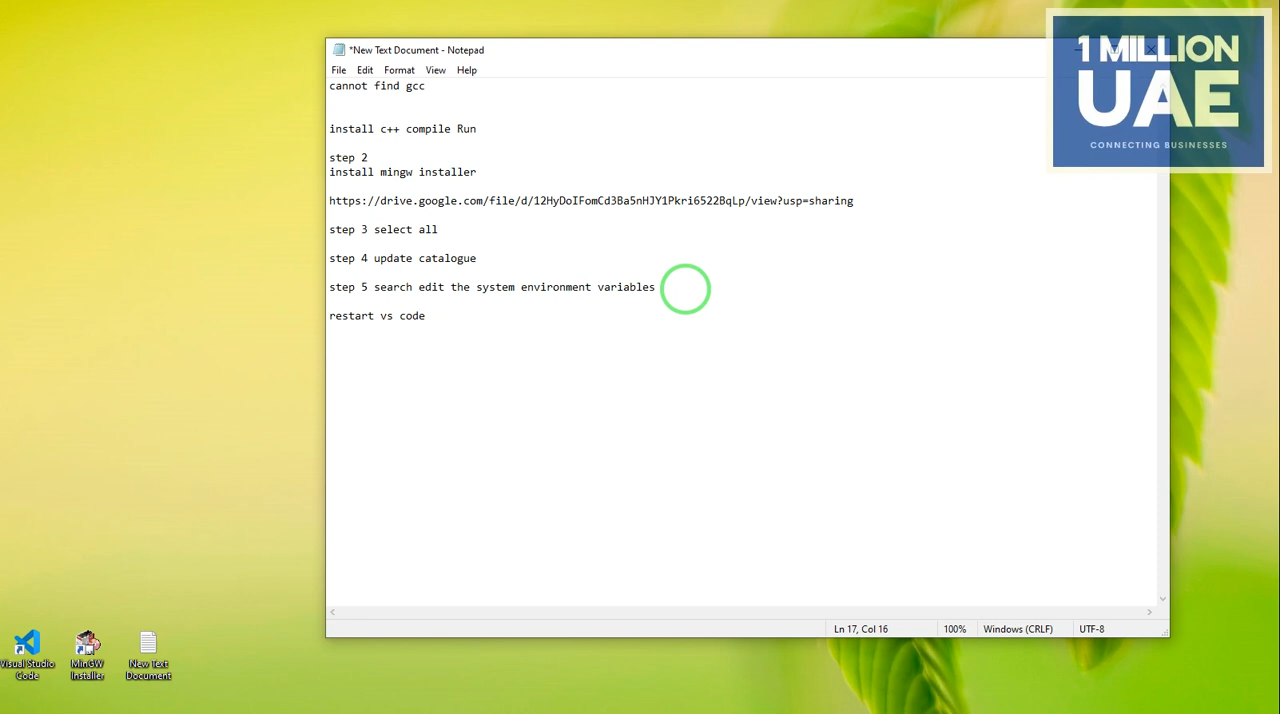 *New Text Document - Notepad
File Edit Format View Help
cannot find gcc
install c++ compile Run
step 2
install mingw installer
https://drive.google.com/file/d/12HyDoIFomCd3Ba5nHJY1Pkri6522BqLp/view?usp=sharing
step 3 select all
step 4 update catalogue
step 5 search edit the system environment variables
restart vs code
Ln 17, Col 16 100% Windows (CRLF) UTF-8
1 MILLION
UAE
CONNECTING BUSINESSES
Visual Studio
Code
MinGW
Installer
New Text
Document